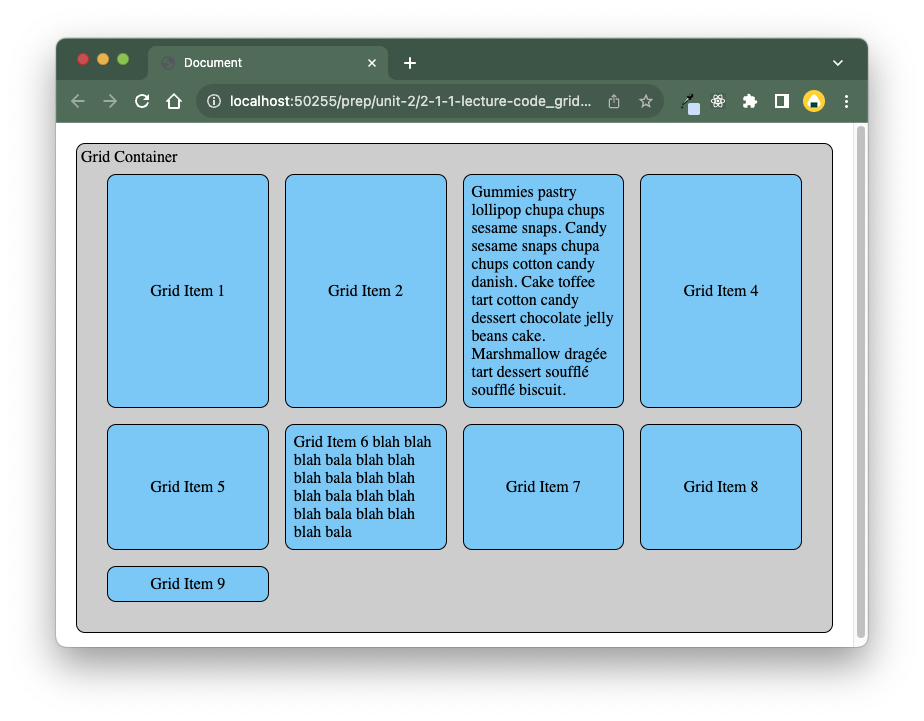 Document
localhost:50255/prep/unit-2/2-1-1-lecture-code_grid...
Grid Container
Grid Item 1
Grid Item 2
Gummies pastry
lollipop chupa chups
sesame snaps. Candy
sesame snaps chupa
chups cotton candy
danish. Cake toffee
tart cotton candy
dessert chocolate jelly
beans cake.
Marshmallow dragée
tart dessert soufflé
soufflé biscuit.
Grid Item 4
Grid Item 5
Grid Item 6 blah blah
blah bala blah blah
blah bala blah blah
blah bala blah blah
blah bala blah blah
blah bala
Grid Item 7
Grid Item 8
Grid Item 9